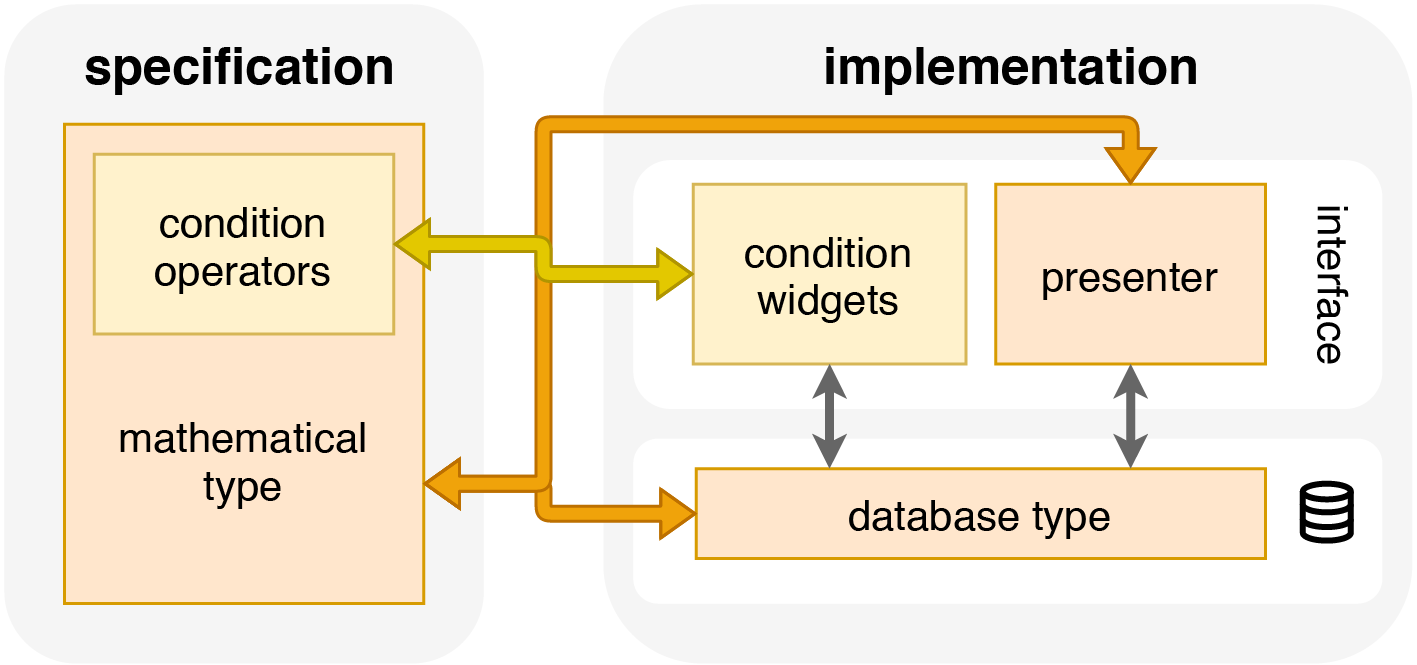 specification
condition
operators
mathematical
type
implementation
condition
widgets
presenter
interface
database type